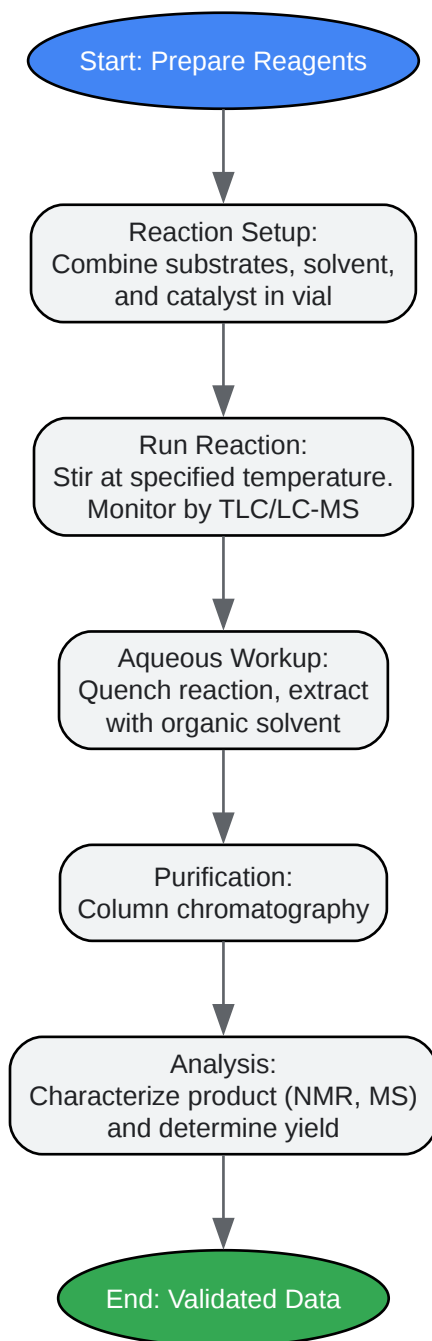 Start: Prepare Reagents
Reaction Setup:
Combine substrates, solvent,
and catalyst in vial
Run Reaction:
Stir at specified temperature.
Monitor by TLC/LC-MS
Aqueous Workup:
Quench reaction, extract
with organic solvent
Purification:
Column chromatography
Analysis:
Characterize product (NMR, MS)
and determine yield
End: Validated Data